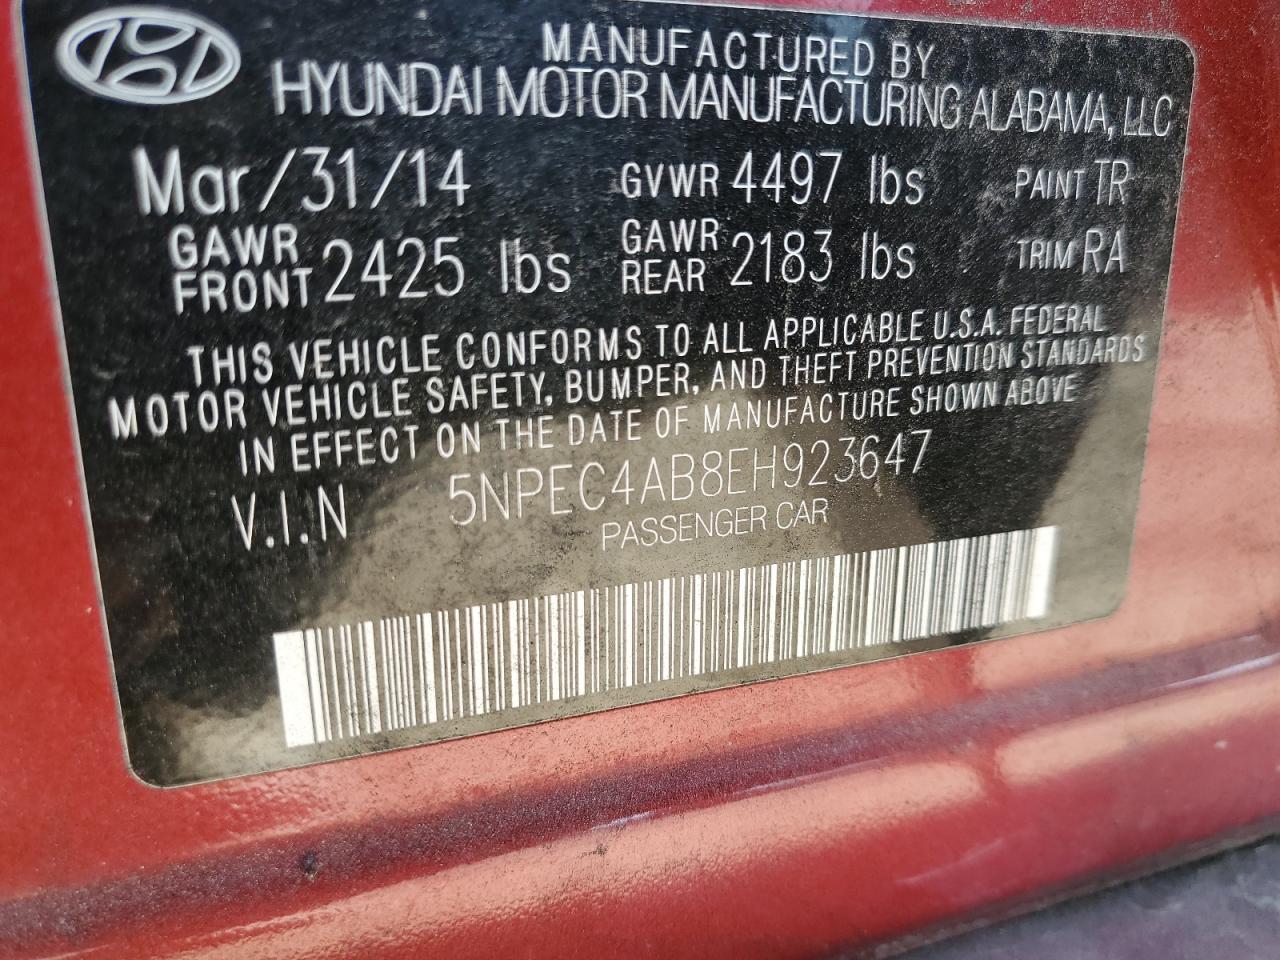 MANUFACTURED BY
HYUNDAI MOTOR MANUFACTURING ALABAMA, LLC
Mar/31/14 GVWR 4497 lbs PAINT TR
GAWR FRONT 2425 lbs GAWR REAR 2183 lbs TRIM RA
THIS VEHICLE CONFORMS TO ALL APPLICABLE U.S.A. FEDERAL
MOTOR VEHICLE SAFETY, BUMPER, AND THEFT PREVENTION STANDARDS
IN EFFECT ON THE DATE OF MANUFACTURE SHOWN ABOVE
V.I.N 5NPEC4AB8EH923647
PASSENGER CAR